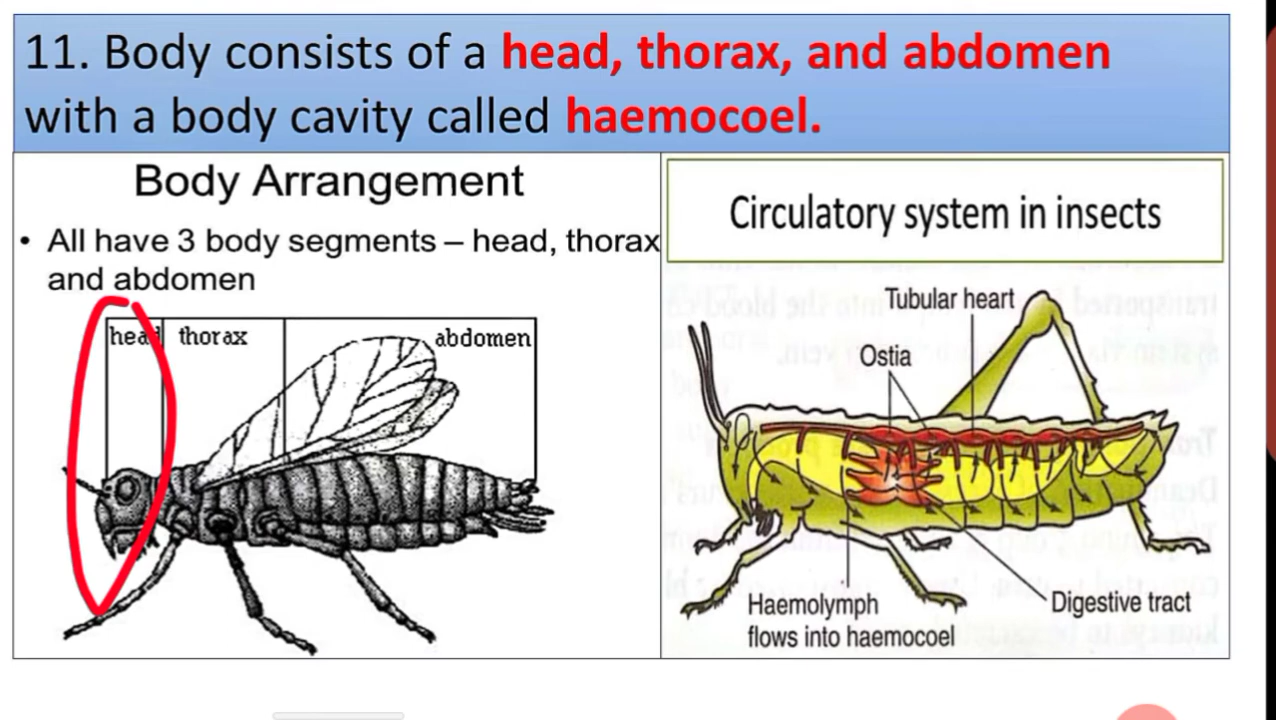 11. Body consists of a head, thorax, and abdomen
with a body cavity called haemocoel.
Body Arrangement
• All have 3 body segments – head, thorax
and abdomen
head
thorax
abdomen
Circulatory system in insects
Tubular heart
Ostia
Haemolymph
flows into haemocoel
Digestive tract